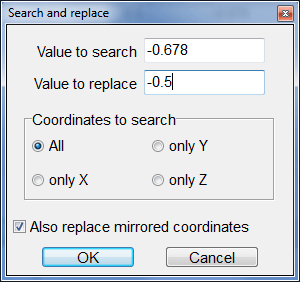 Search and replace
Value to search -0.678
Value to replace -0.5
Coordinates to search
All only Y
only X only Z
Also replace mirrored coordinates
OK Cancel